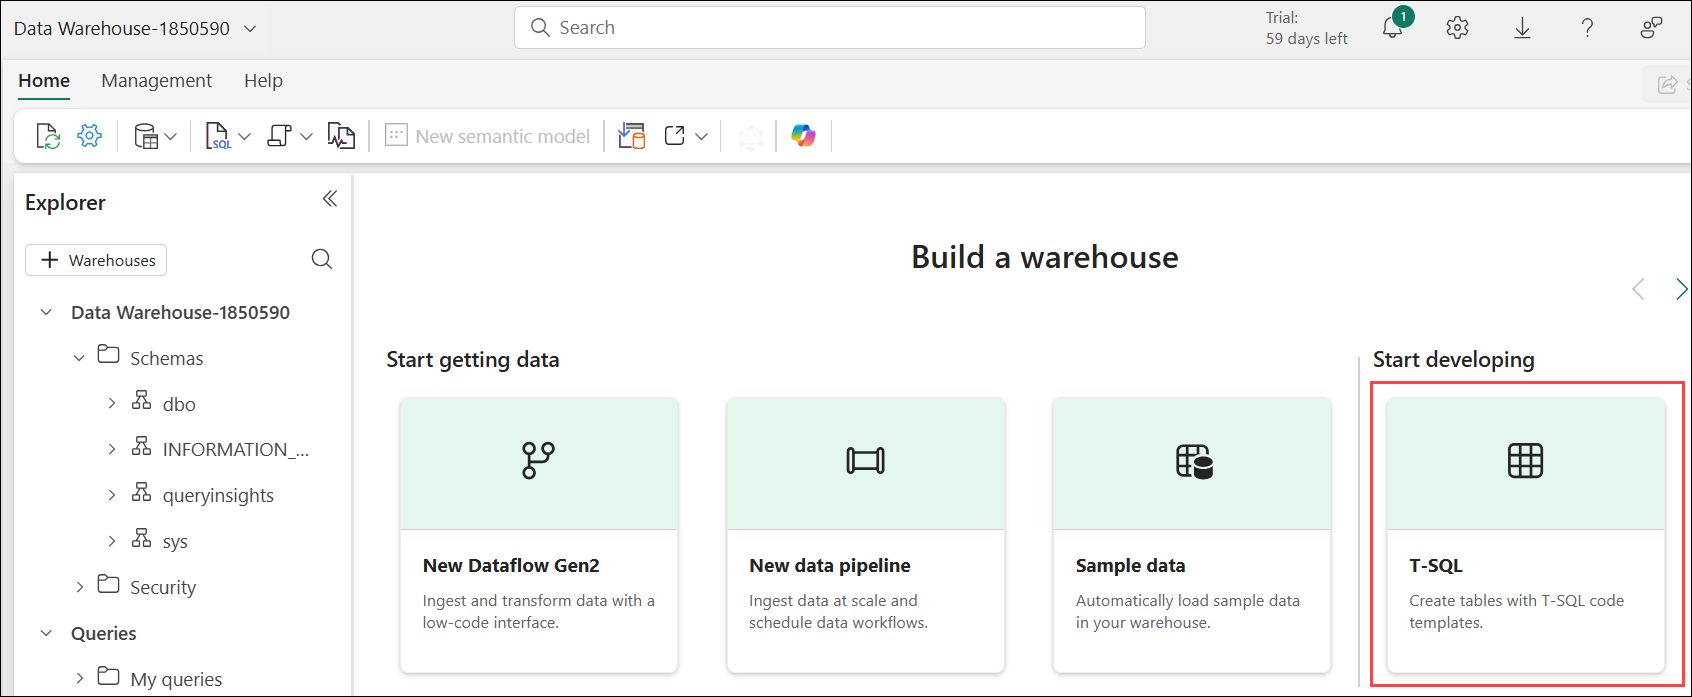 Data Warehouse-1850590
Search
Trial:
59 days left
1
Home
Management
Help
SQL
New semantic model
Explorer
Warehouses
Data Warehouse-1850590
Schemas
dbo
INFORMATION_...
queryinsights
sys
Security
Queries
My queries
Build a warehouse
Start getting data
New Dataflow Gen2
Ingest and transform data with a
low-code interface.
New data pipeline
Ingest data at scale and
schedule data workflows.
Sample data
Automatically load sample data
in your warehouse.
Start developing
T-SQL
Create tables with T-SQL code
templates.